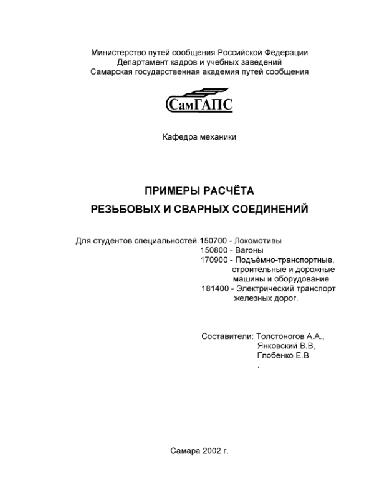 Министерство путей сообщения Российской Федерации
Департамент кадров и учебных заведений
Самарская государственная академия путей сообщения
СамГАПС
Кафедра механики
ПРИМЕРЫ РАСЧЁТА
РЕЗЬБОВЫХ И СВАРНЫХ СОЕДИНЕНИЙ
Для студентов специальностей 150700 - Локомотивы
150800 - Вагоны
170900 - Подъёмно-транспортные,
строительные и дорожные
машины и оборудование
181400 - Электрический транспорт
железных дорог.
Составители: Толстоногов А.А.,
Янковский В.В,
Глобенко Е.В
.
Самара 2002 г.